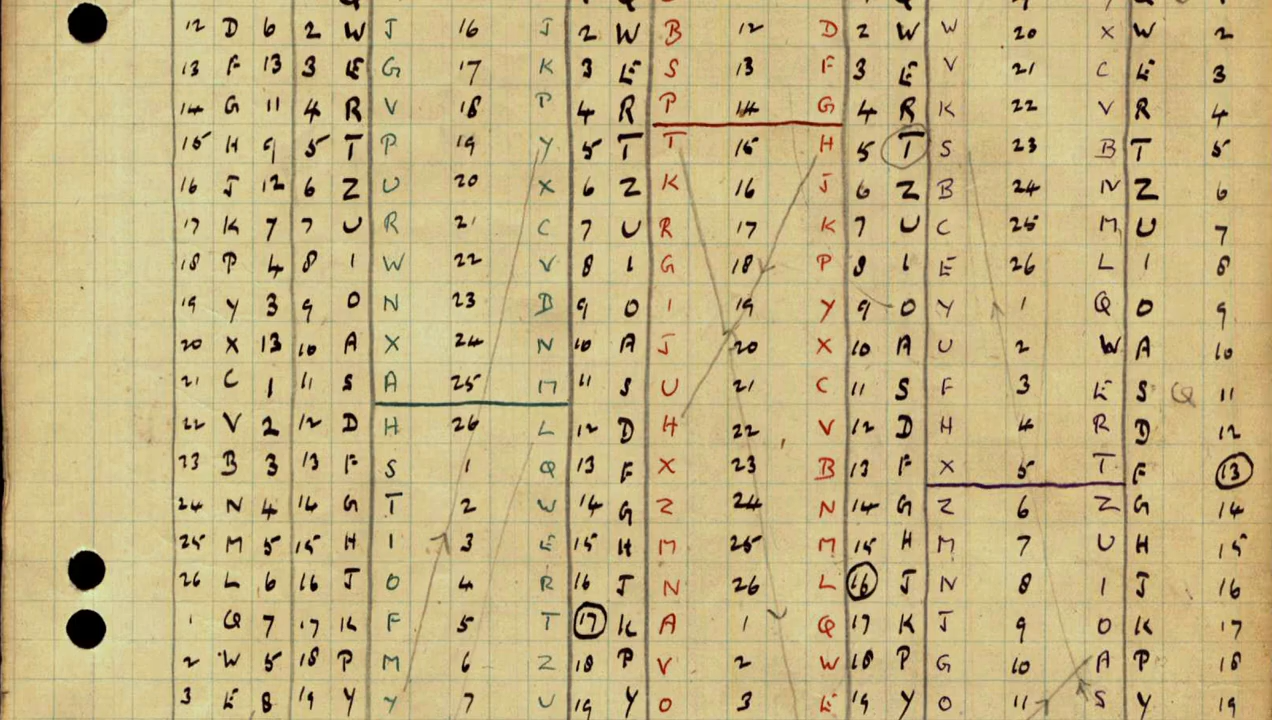 12 D 6 2 W J 16 J 2 W B 12 D 2 W W 20 X W 2
13 F 13 3 E G 17 K 3 E S 13 F 3 E V 21 C E 3
14 G 11 4 R V 18 P 4 R P 14 G 4 R K 22 V R 4
15 H 9 5 T P 19 Y 5 T T 15 H 5 T S 23 B T 5
16 J 12 6 Z U 20 X 6 Z K 16 J 6 Z B 24 N Z 6
17 K 7 7 U R 21 C 7 U R 17 K 7 U C 25 M U 7
18 P 4 8 I W 22 V 8 I G 18 P 8 I E 26 L I 8
19 Y 3 9 O N 23 B 9 O I 19 Y 9 O Y 1 Q O 9
20 X 13 10 A X 24 N 10 A J 20 X 10 A U 2 W A 10
21 C 1 11 S A 25 M 11 S U 21 C 11 S F 3 E S Q 11
22 V 2 12 D H 26 L 12 D H 22 V 12 D H 4 R D 12
23 B 3 13 F S 1 Q 13 F X 23 B 13 F X 5 T F 13
24 N 4 14 G T 2 W 14 G Z 24 N 14 G Z 6 Z G 14
25 M 5 15 H I 3 E 15 H M 25 M 15 H M 7 U H 15
26 L 6 16 J O 4 R 16 J N 26 L 16 J N 8 I J 16
1 Q 7 17 K F 5 T 17 K A 1 Q 17 K J 9 O K 17
2 W 5 18 P M 6 Z 18 P V 2 W 18 P G 10 A P 18
3 E 8 19 Y Y 7 U 19 Y O 3 E 19 Y O 11 S Y 19